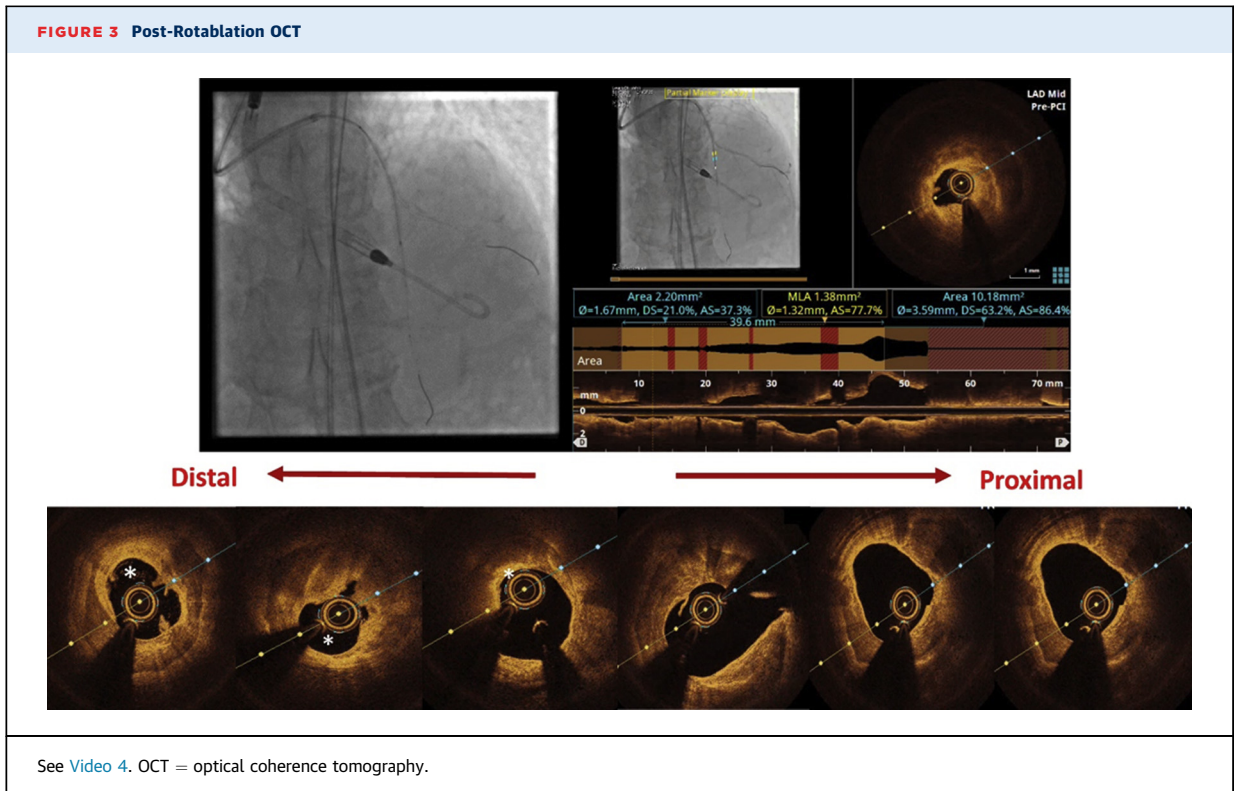 FIGURE 3 Post-Rotablation OCT
LAD Mid
Pre-PCI
1 mm
Area 2.20mm² MLA 1.38mm² Area 10.18mm²
Ø=1.67mm, DS=21.0%, AS=37.3% Ø=1.32mm, AS=77.7% Ø=3.59mm, DS=63.2%, AS=86.4%
39.6 mm
Area
10 20 30 40 50 60 70 mm
mm
0
2
D P
Distal Proximal
* * *
See Video 4. OCT = optical coherence tomography.